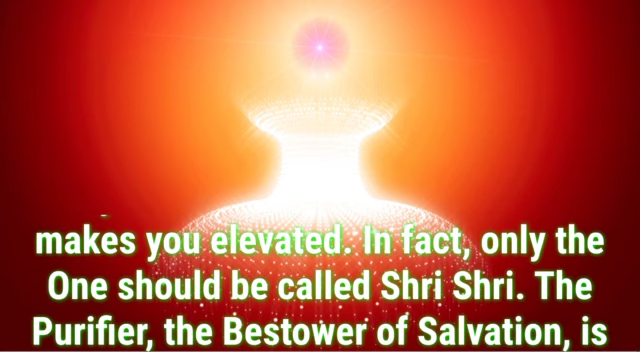 makes you elevated. In fact, only the
One should be called Shri Shri. The
Purifier, the Bestower of Salvation, is